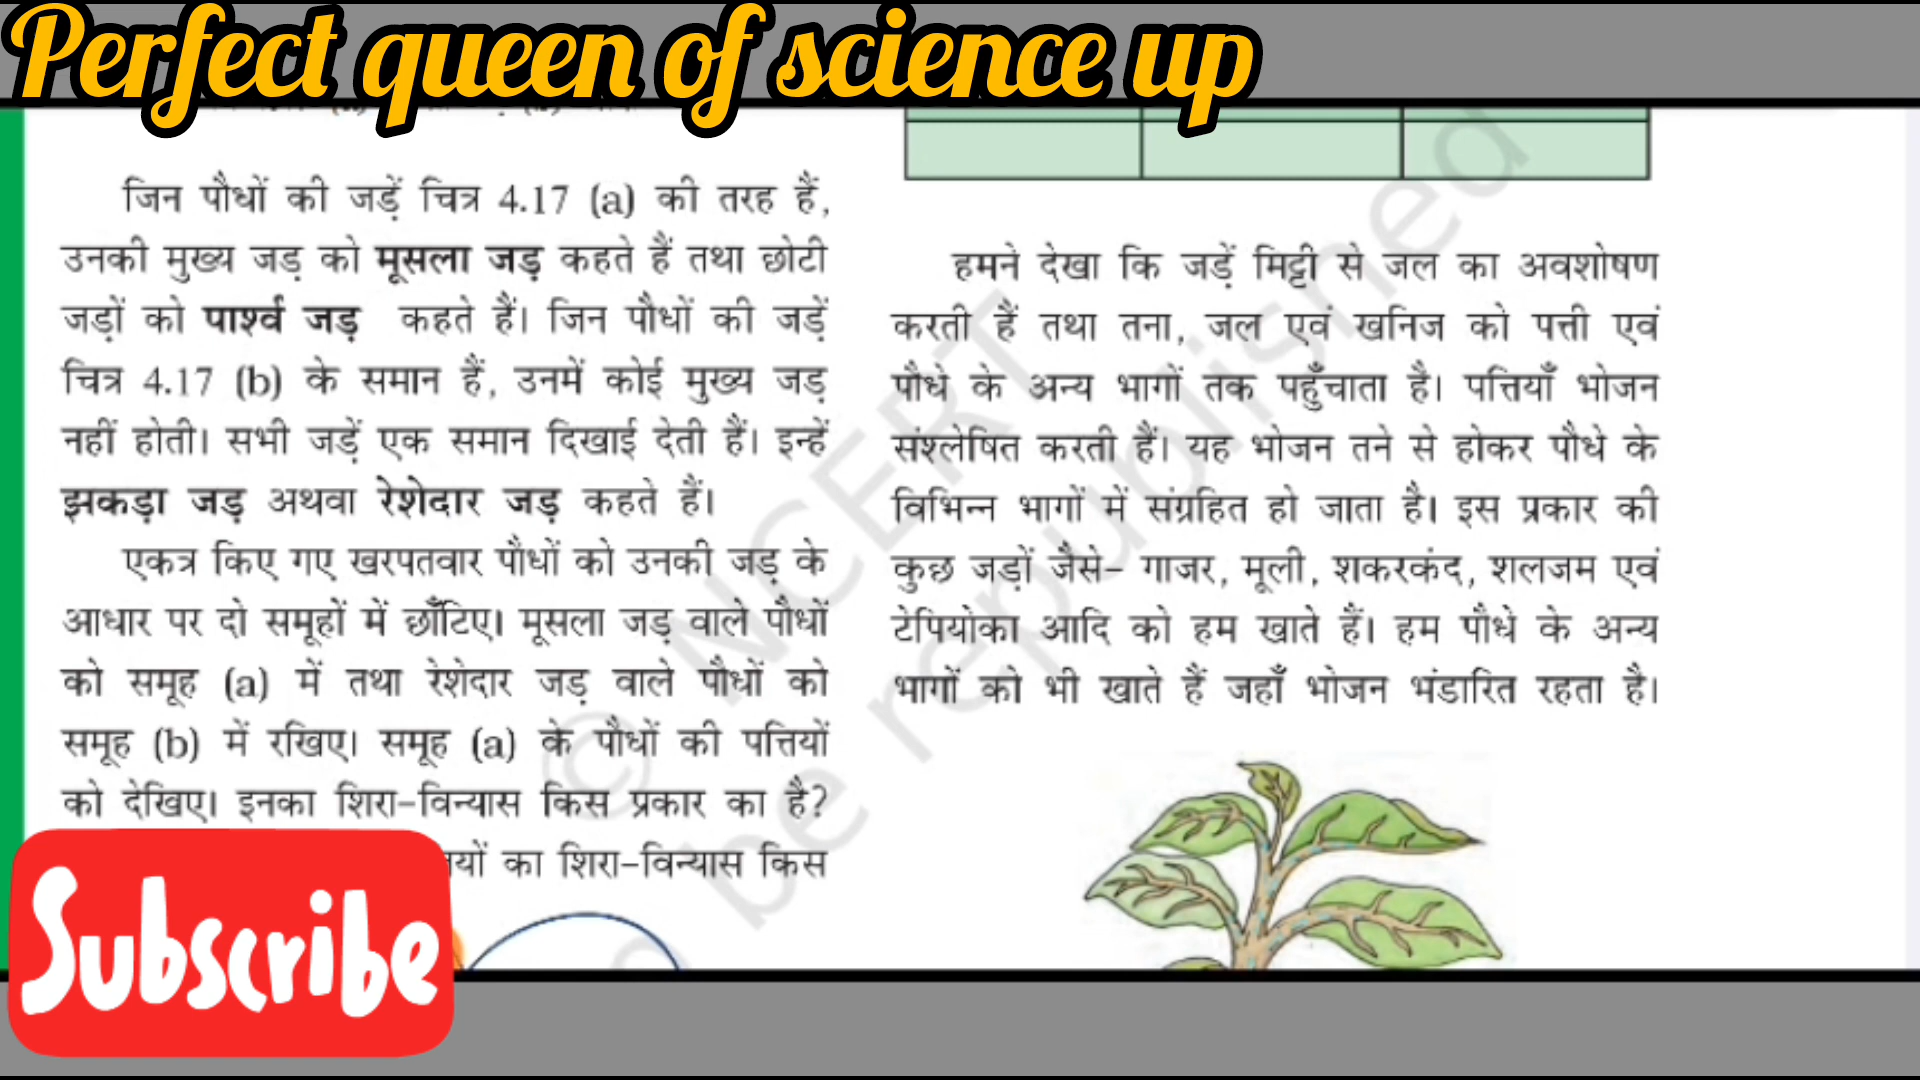 Perfect queen of science up
जिन पौधों की जड़ें चित्र 4.17 (a) की तरह हैं,
उनकी मुख्य जड़ को मूसला जड़ कहते हैं तथा छोटी
जड़ों को पार्श्व जड़ कहते हैं। जिन पौधों की जड़ें
चित्र 4.17 (b) के समान हैं, उनमें कोई मुख्य जड़
नहीं होती। सभी जड़ें एक समान दिखाई देती हैं। इन्हें
झकड़ा जड़ अथवा रेशेदार जड़ कहते हैं।
एकत्र किए गए खरपतवार पौधों को उनकी जड़ के
आधार पर दो समूहों में छाँटिए। मूसला जड़ वाले पौधों
को समूह (a) में तथा रेशेदार जड़ वाले पौधों को
समूह (b) में रखिए। समूह (a) के पौधों की पत्तियों
को देखिए। इनका शिरा-विन्यास किस प्रकार का है?
का शिरा-विन्यास किस
हमने देखा कि जड़ें मिट्टी से जल का अवशोषण
करती हैं तथा तना, जल एवं खनिज को पत्ती एवं
पौधे के अन्य भागों तक पहुँचाता है। पत्तियाँ भोजन
संश्लेषित करती हैं। यह भोजन तने से होकर पौधे के
विभिन्न भागों में संग्रहित हो जाता है। इस प्रकार की
कुछ जड़ों जैसे- गाजर, मूली, शकरकंद, शलजम एवं
टेपियोका आदि को हम खाते हैं। हम पौधे के अन्य
भागों को भी खाते हैं जहाँ भोजन भंडारित रहता है।
© NCERT
be republished
Subscribe